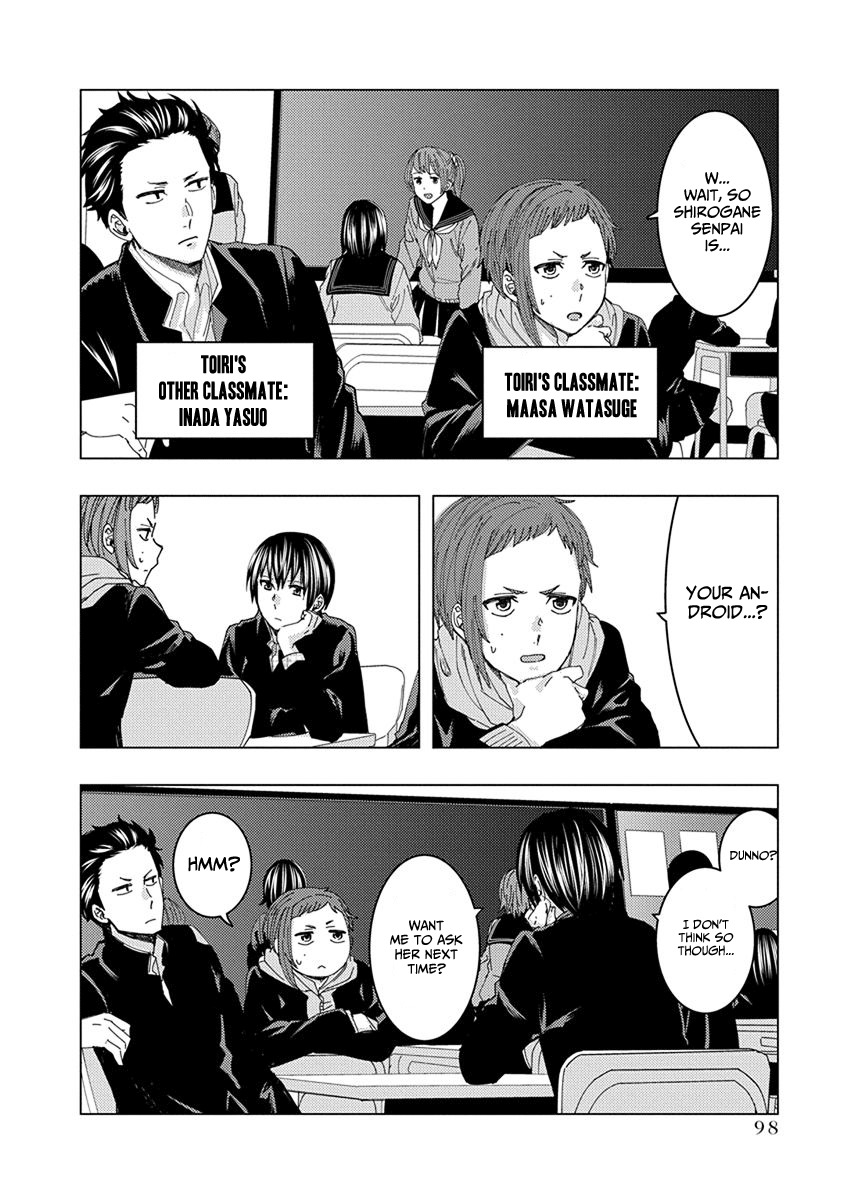 W...
WAIT, SO
SHIROGANE
SENPAI
IS...
TOIRI'S CLASSMATE:
MAASA WATASUGE
TOIRI'S
OTHER CLASSMATE:
INADA YASUO
YOUR AN-
DROID...?
DUNNO?
I DON'T
THINK SO
THOUGH...
WANT
ME TO ASK
HER NEXT
TIME?
HMM?
98